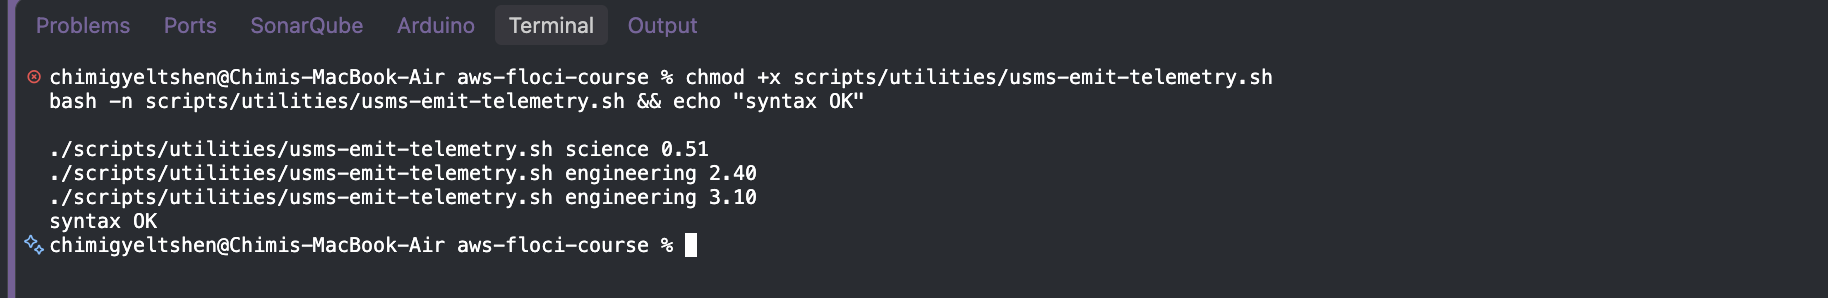 Problems Ports SonarQube Arduino Terminal Output
chimigyeltshen@Chimis-MacBook-Air aws-floci-course % chmod +x scripts/utilities/usms-emit-telemetry.sh
bash -n scripts/utilities/usms-emit-telemetry.sh && echo "syntax OK"
./scripts/utilities/usms-emit-telemetry.sh science 0.51
./scripts/utilities/usms-emit-telemetry.sh engineering 2.40
./scripts/utilities/usms-emit-telemetry.sh engineering 3.10
syntax OK
chimigyeltshen@Chimis-MacBook-Air aws-floci-course %